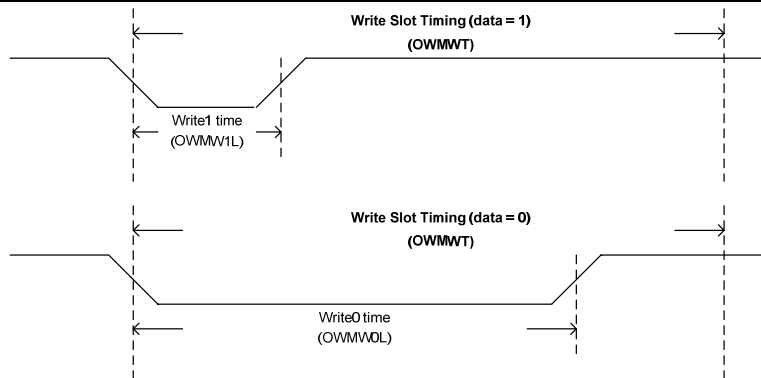 Write Slot Timing (data = 1)
(OWMWT)
Write1 time
(OWMW1L)
Write Slot Timing (data = 0)
(OWMWT)
Write0 time
(OWMW0L)